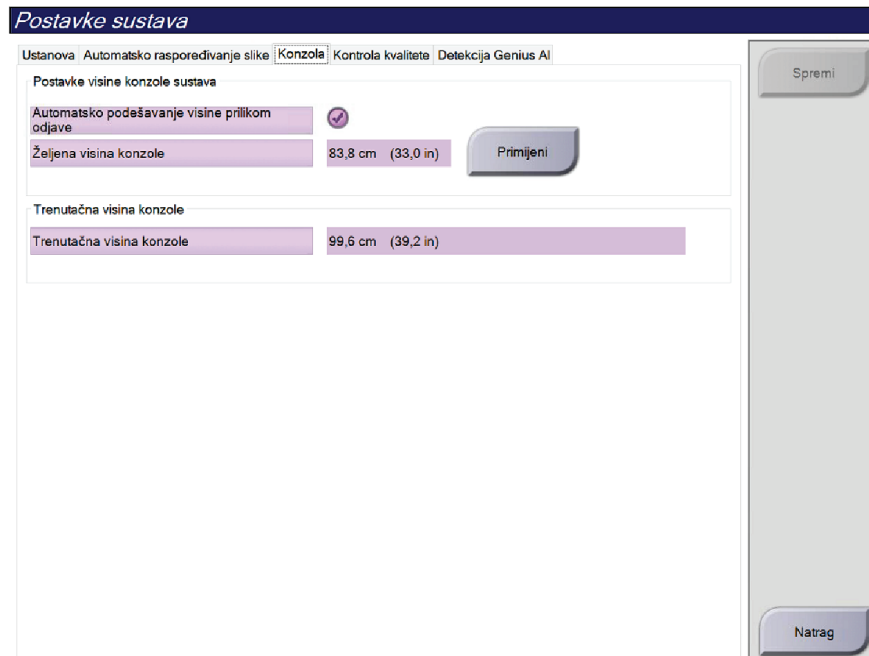 Postavke sustava
Ustanova Automatsko raspoređivanje slike Konzola Kontrola kvalitete Detekcija Genius AI
Spremi
Postavke visine konzole sustava
Automatsko podešavanje visine prilikom
odjave
Željena visina konzole 83,8 cm (33,0 in) Primijeni
Trenutačna visina konzole
Trenutačna visina konzole 99,6 cm (39,2 in)
Natrag